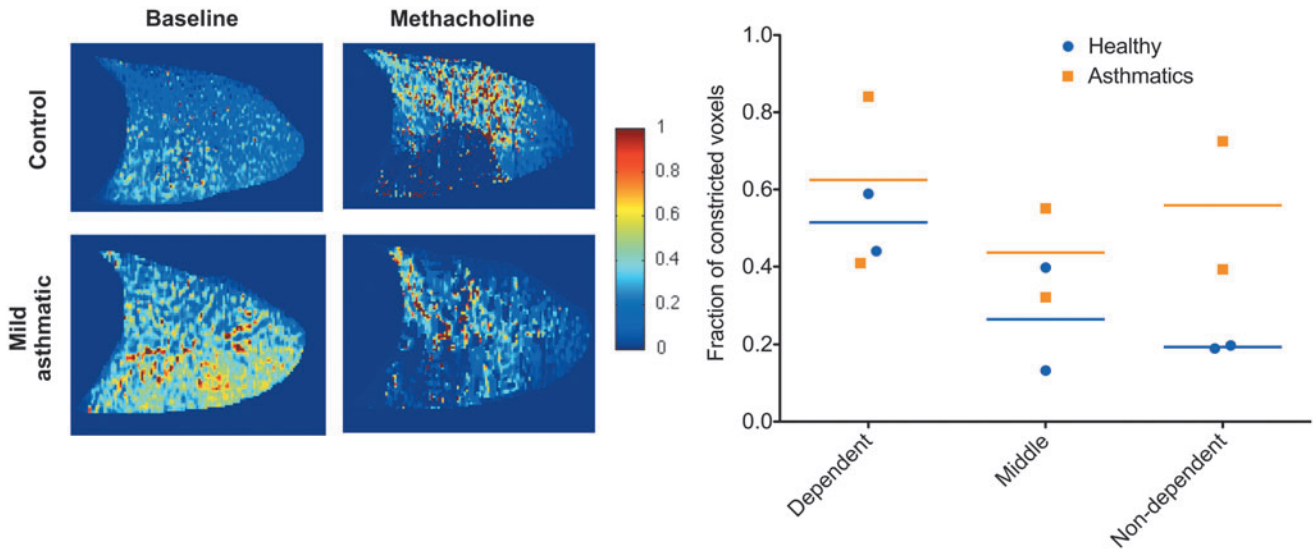 Baseline
Methacholine
Control
Mild
asthmatic
1
0.8
0.6
0.4
0.2
0
Fraction of constricted voxels
1.0
0.8
0.6
0.4
0.2
0.0
Healthy
Asthmatics
Dependent
Middle
Non-dependent